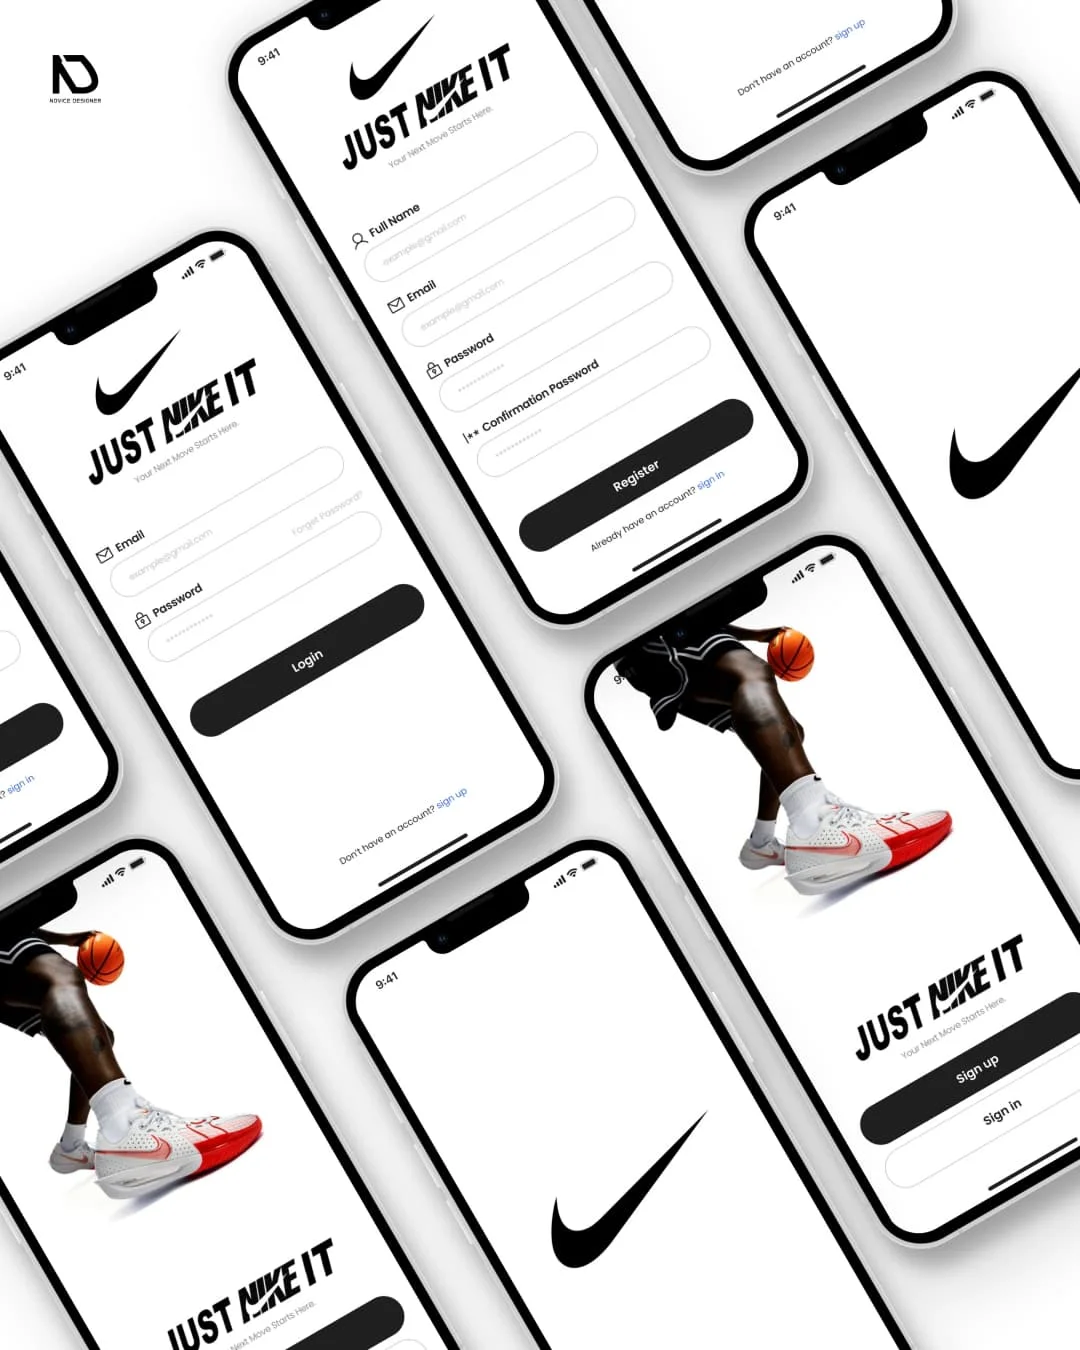 ND
NOVICE DESIGNER
9:41
JUST NIKE IT
Your Next Move Starts Here.
Full Name
example@gmail.com
Email
example@gmail.com
Password
************
|** Confirmation Password
************
Register
Already have an account? sign in
Don't have an account? sign up
9:41
9:41
JUST NIKE IT
Your Next Move Starts Here.
Email
example@gmail.com
Forget Password?
Password
************
Login
Don't have an account? sign up
? sign in
9:41
JUST NIKE IT
Your Next Move Starts Here.
Sign up
Sign in
9:41
JUST NIKE IT
Next Move Starts Here.